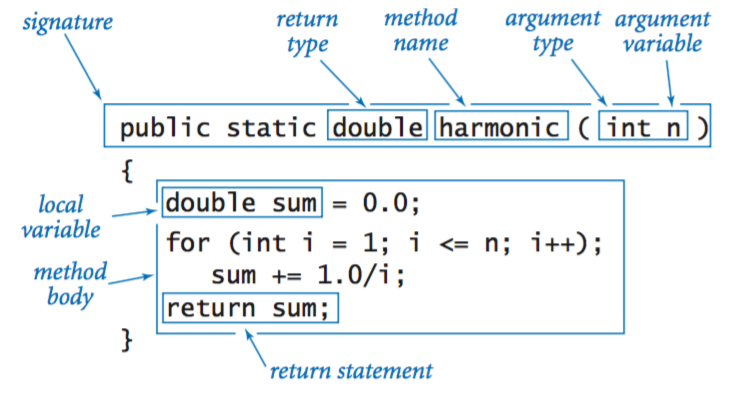 signature
return type
method name
argument type
argument variable
public static double harmonic ( int n )
{
local variable
double sum = 0.0;
for (int i = 1; i <= n; i++);
method body
sum += 1.0/i;
return sum;
}
return statement